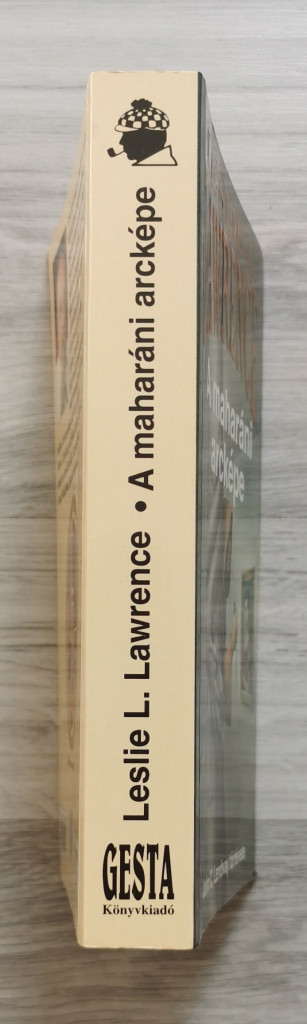 Leslie L. Lawrence • A maharáni arcképe
GESTA
Könyvkiadó
A maharáni
arcképe